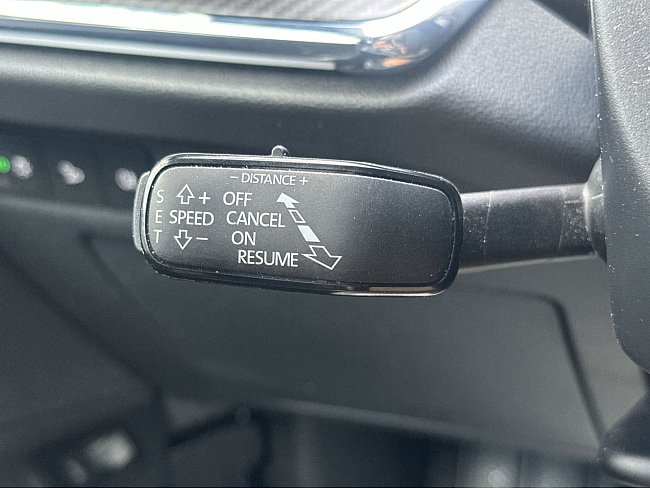 – DISTANCE +
S + OFF
E SPEED CANCEL
T – ON
RESUME